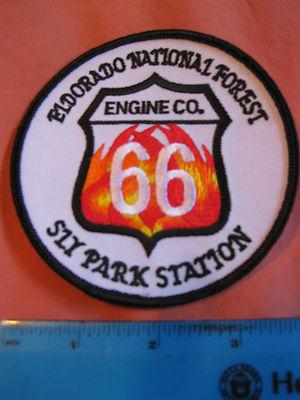 ELDORADO NATIONAL FOREST
ENGINE CO.
66
SLY PARK STATION
1 2 3